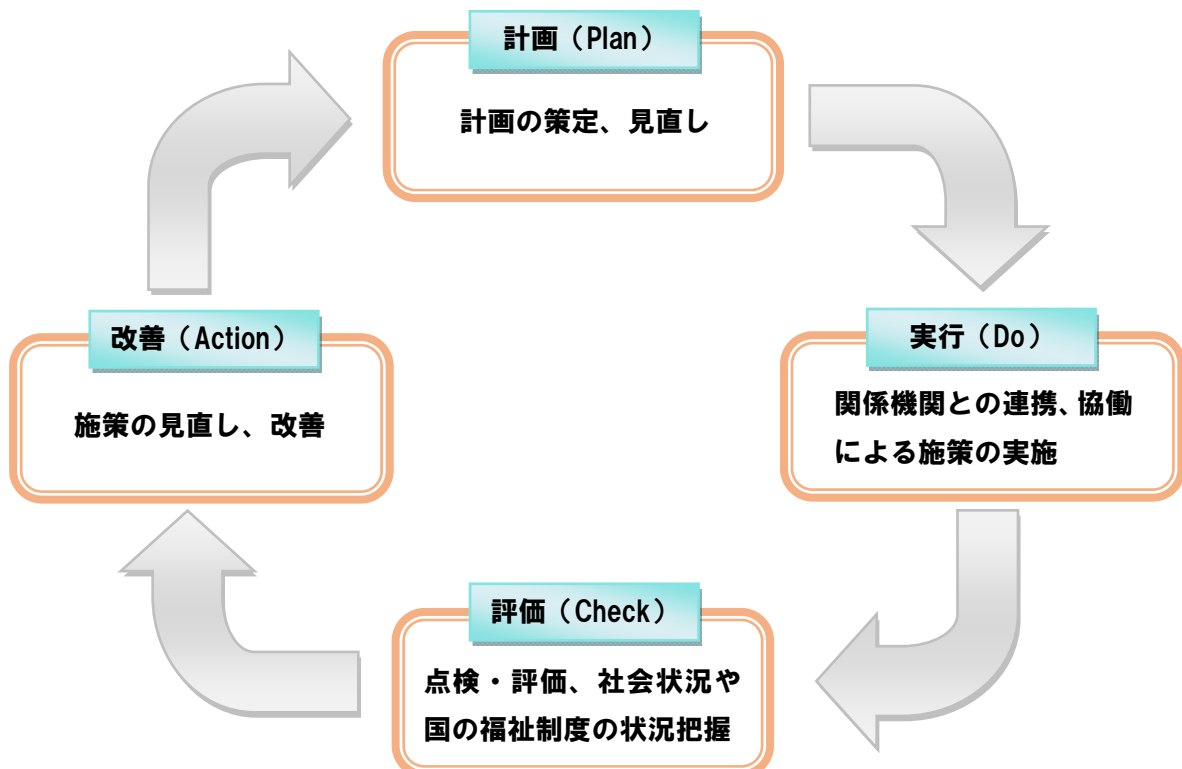 計画（Plan）
計画の策定、見直し
実行（Do）
関係機関との連携、協働
による施策の実施
評価（Check）
点検・評価、社会状況や
国の福祉制度の状況把握
改善（Action）
施策の見直し、改善